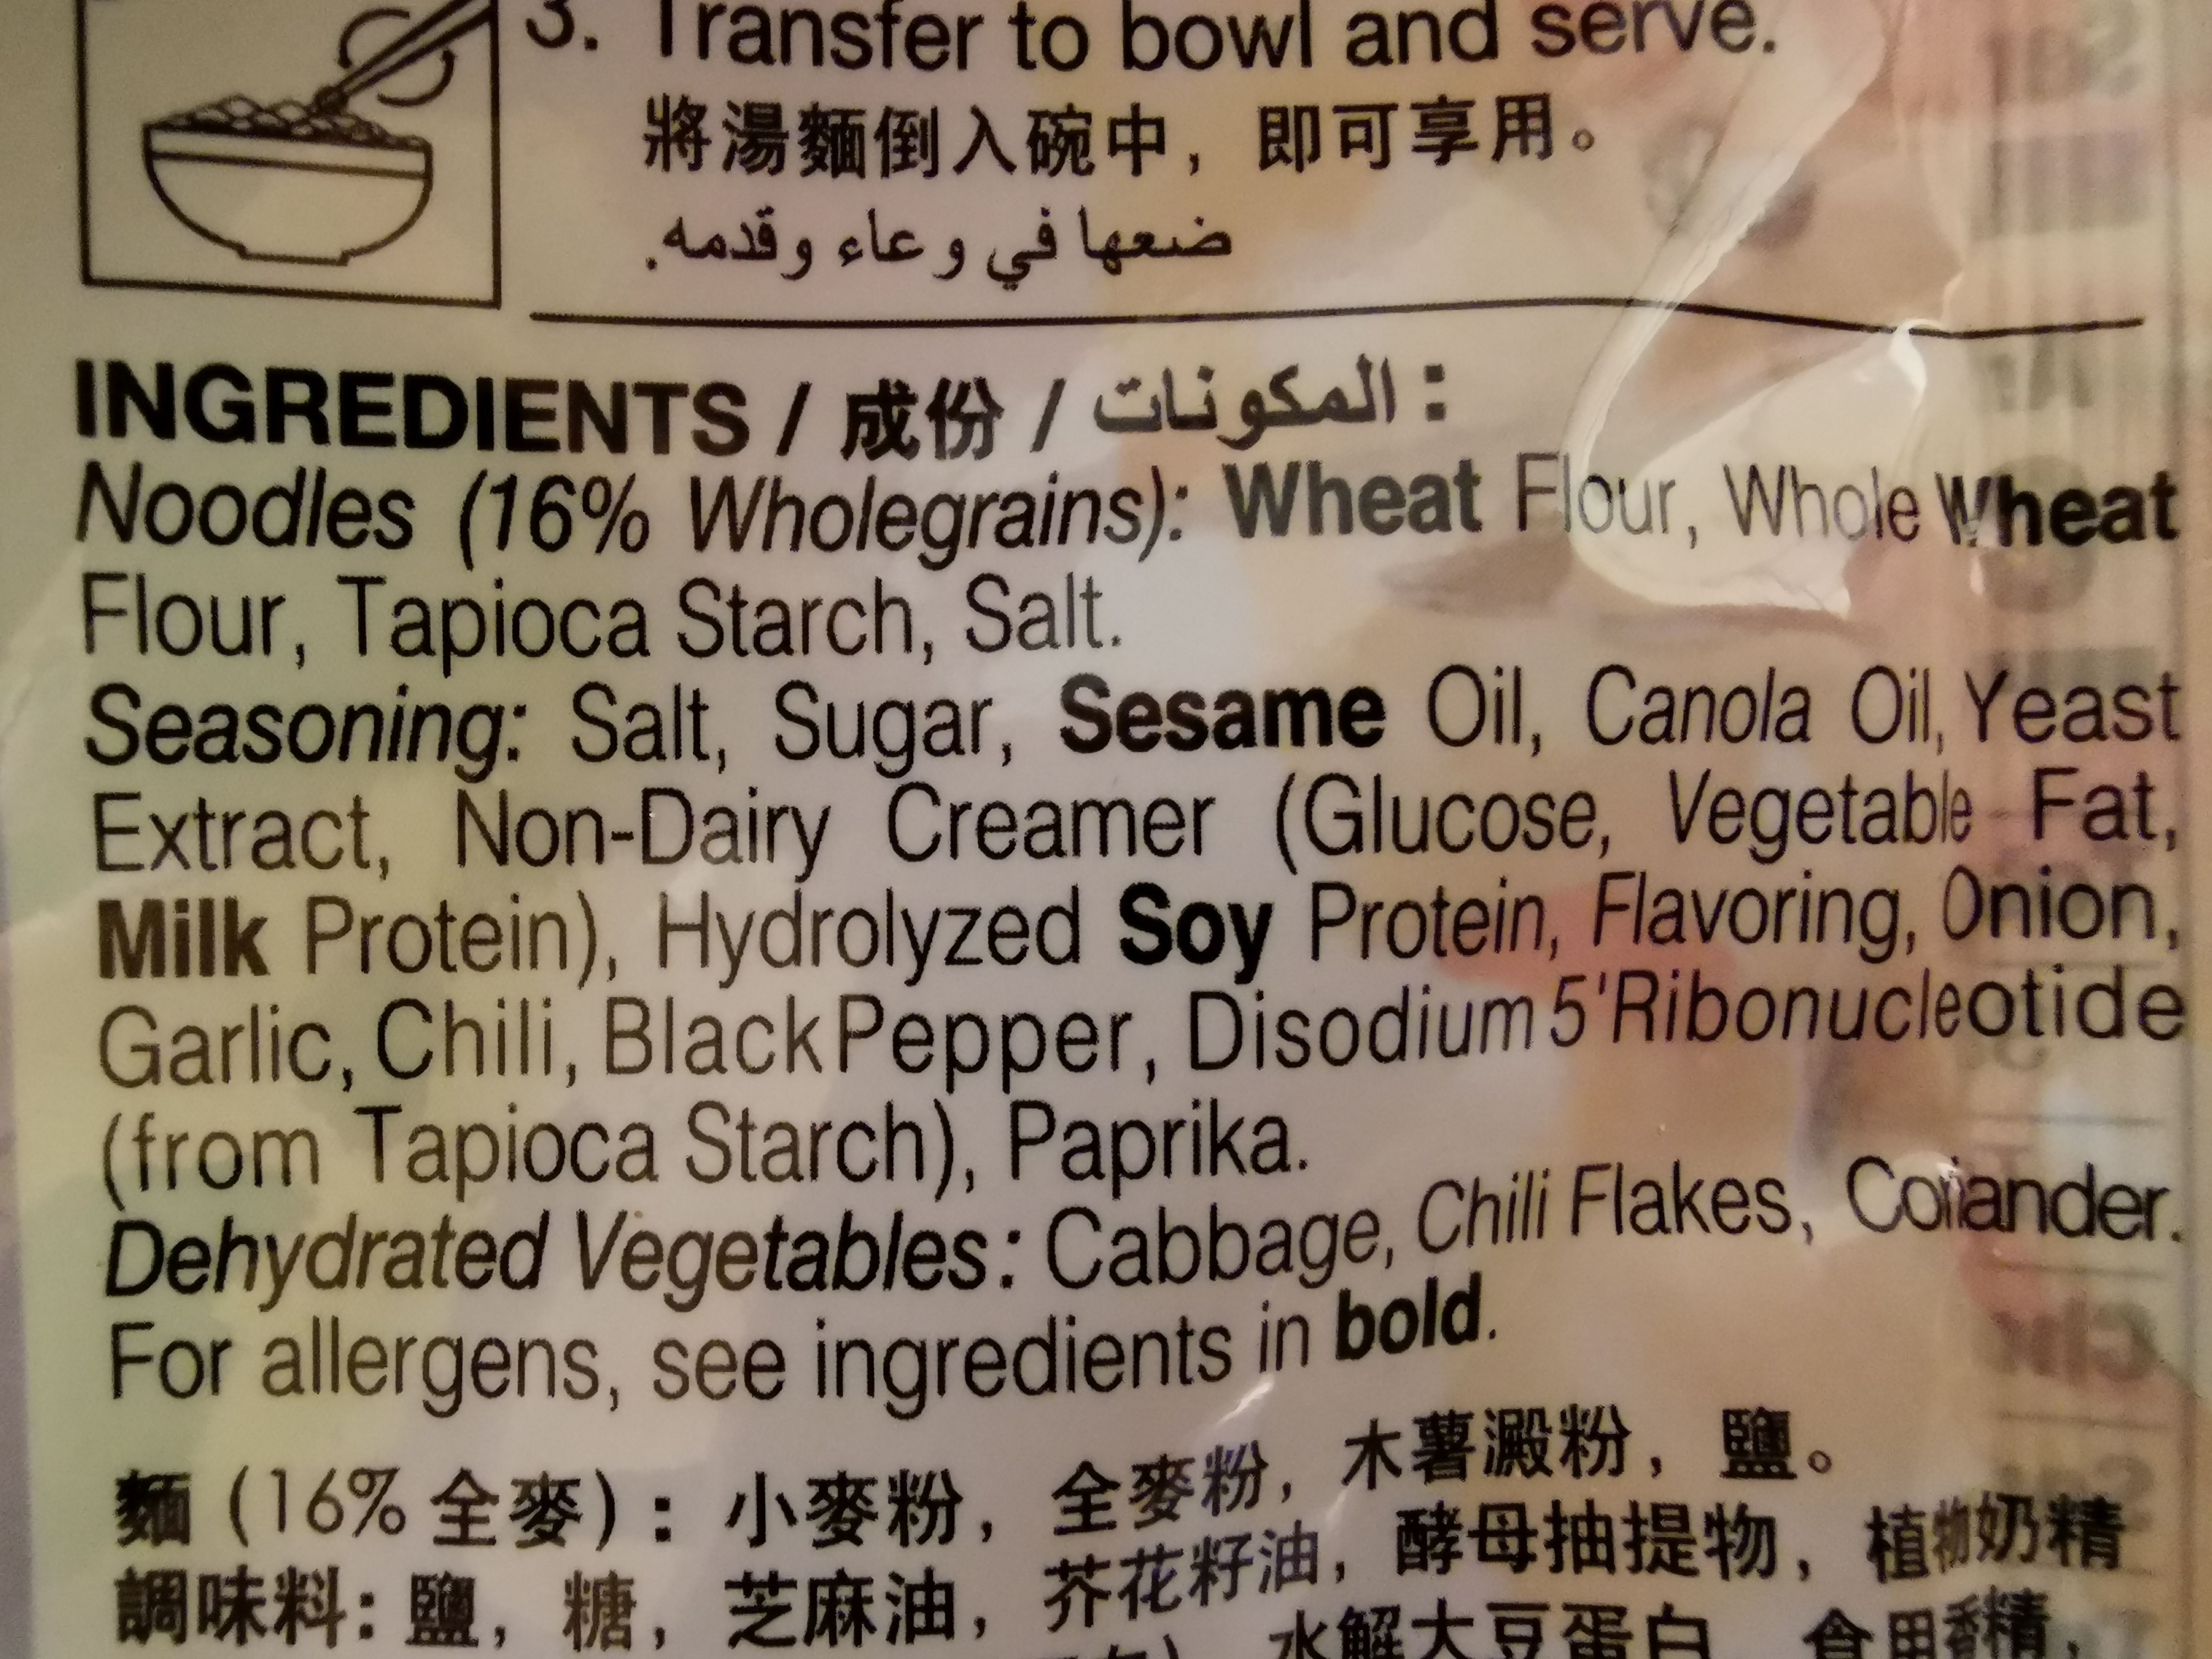 3. Transfer to bowl and serve.
將湯麵倒入碗中，即可享用。
ضعها في وعاء وقدمه.
INGREDIENTS / 成份 / المكونات :
Noodles (16% Wholegrains): Wheat Flour, Whole Wheat
Flour, Tapioca Starch, Salt.
Seasoning: Salt, Sugar, Sesame Oil, Canola Oil, Yeast
Extract, Non-Dairy Creamer (Glucose, Vegetable Fat,
Milk Protein), Hydrolyzed Soy Protein, Flavoring, Onion,
Garlic, Chili, Black Pepper, Disodium 5'Ribonucleotide
(from Tapioca Starch), Paprika.
Dehydrated Vegetables: Cabbage, Chili Flakes, Coriander.
For allergens, see ingredients in bold.
麵 (16% 全麥) : 小麥粉，全麥粉，木薯澱粉，鹽。
調味料: 鹽，糖，芝麻油，芥花籽油，酵母抽提物，植物奶精
水解大豆蛋白，食用香精，